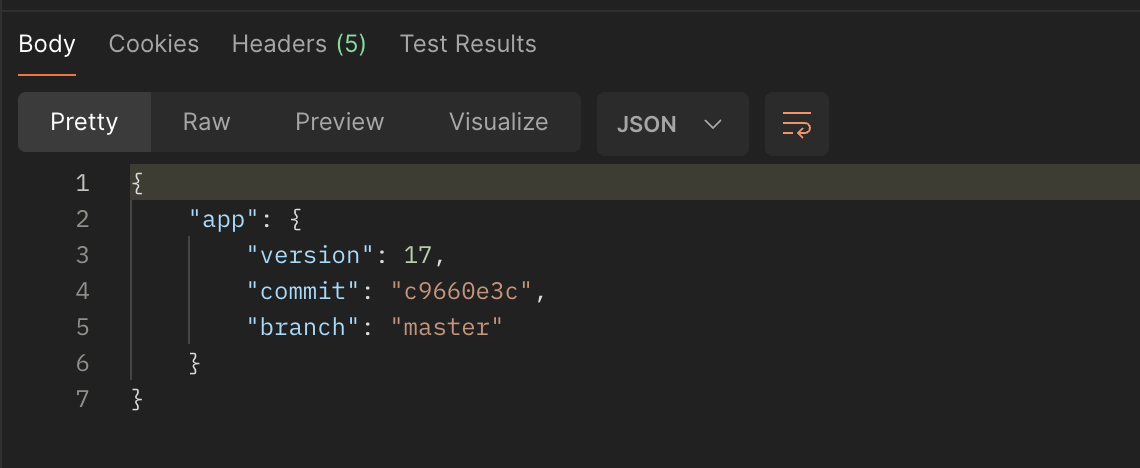 Body Cookies Headers (5) Test Results
Pretty Raw Preview Visualize JSON
1 {
2 "app": {
3 "version": 17,
4 "commit": "c9660e3c",
5 "branch": "master"
6 }
7 }